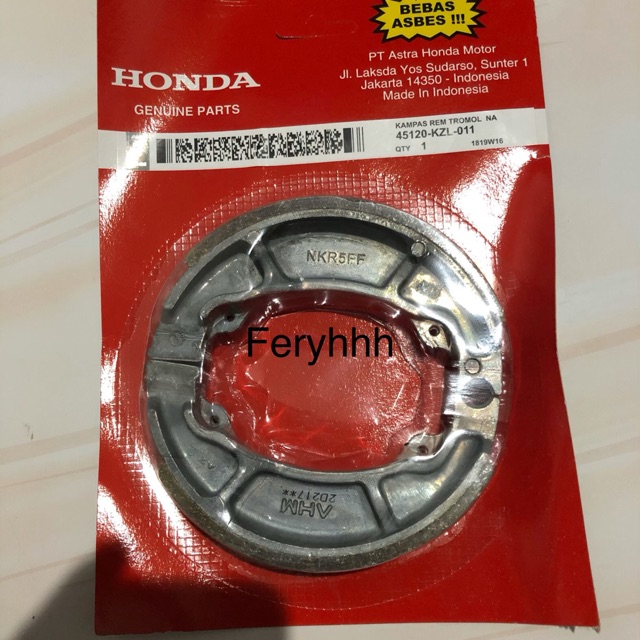 BEBAS
ASBES !!!
PT Astra Honda Motor
Jl. Laksda Yos Sudarso, Sunter 1
Jakarta 14350 - Indonesia
Made In Indonesia
HONDA
GENUINE PARTS
KAMPAS REM TROMOL NA
45120-KZL-011
QTY 1 1819W16
NKR5FF
Feryhhh
AHM
2D217**